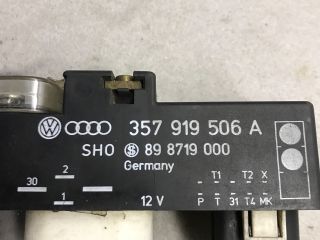 357 919 506 A
SHO 89 8719 000
Germany
T1 T2 X
2
30
1
12 V
P T 31 T4 MK